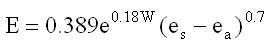 E = 0.389e^{0.18W} (e_s − e_a)^{0.7}